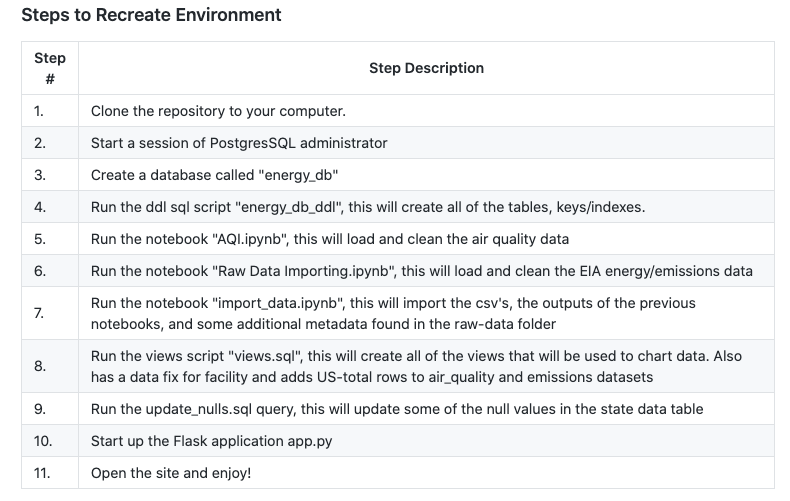 Steps to Recreate Environment
Step
#
Step Description
1. Clone the repository to your computer.
2. Start a session of PostgresSQL administrator
3. Create a database called "energy_db"
4. Run the ddl sql script "energy_db_ddl", this will create all of the tables, keys/indexes.
5. Run the notebook "AQI.ipynb", this will load and clean the air quality data
6. Run the notebook "Raw Data Importing.ipynb", this will load and clean the EIA energy/emissions data
7. Run the notebook "import_data.ipynb", this will import the csv's, the outputs of the previous
notebooks, and some additional metadata found in the raw-data folder
8. Run the views script "views.sql", this will create all of the views that will be used to chart data. Also
has a data fix for facility and adds US-total rows to air_quality and emissions datasets
9. Run the update_nulls.sql query, this will update some of the null values in the state data table
10. Start up the Flask application app.py
11. Open the site and enjoy!